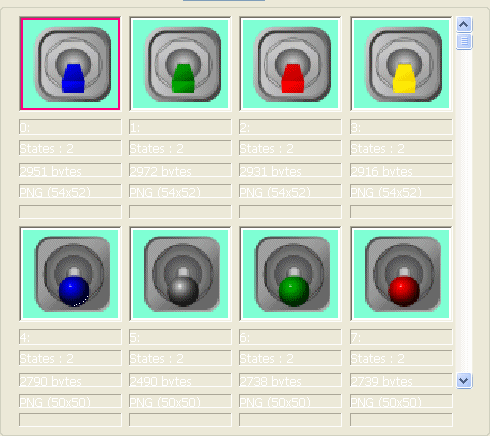 0:
1:
2:
3:
States : 2
States : 2
States : 2
States : 2
2951 bytes
2972 bytes
2931 bytes
2916 bytes
PNG (54x52)
PNG (54x52)
PNG (54x52)
PNG (54x52)
4:
5:
6:
7:
States : 2
States : 2
States : 2
States : 2
2790 bytes
2490 bytes
2738 bytes
2739 bytes
PNG (50x50)
PNG (50x50)
PNG (50x50)
PNG (50x50)